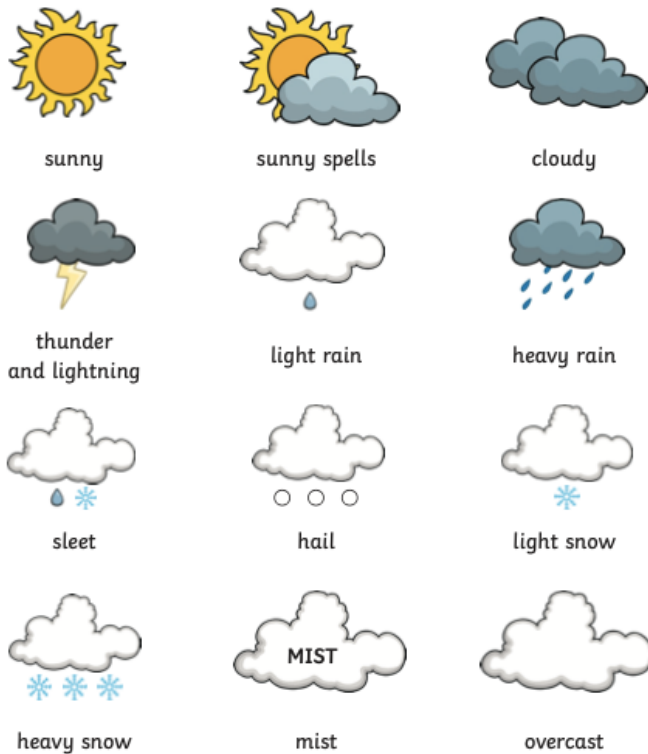 sunny
sunny spells
cloudy
thunder
and lightning
light rain
heavy rain
sleet
hail
light snow
MIST
heavy snow
mist
overcast